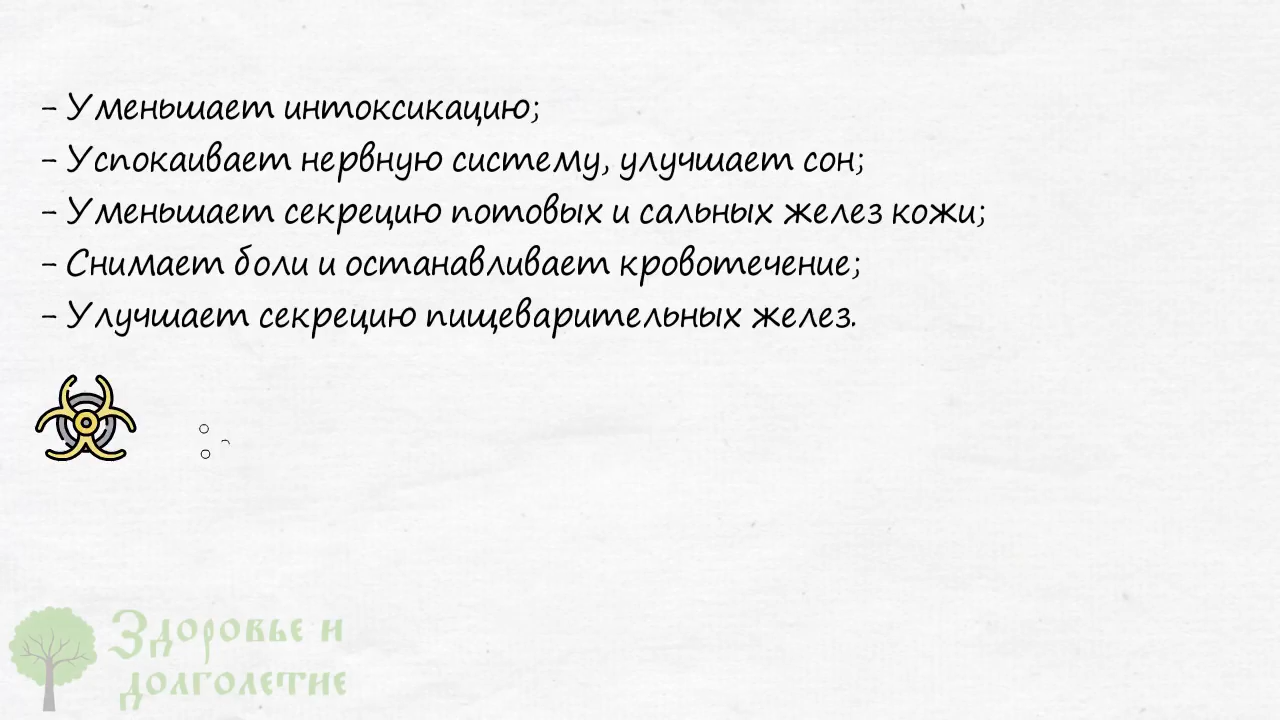 - Уменьшает интоксикацию;
- Успокаивает нервную систему, улучшает сон;
- Уменьшает секрецию потовых и сальных желез кожи;
- Снимает боли и останавливает кровотечение;
- Улучшает секрецию пищеварительных желез.
Здоровье и
долголетие